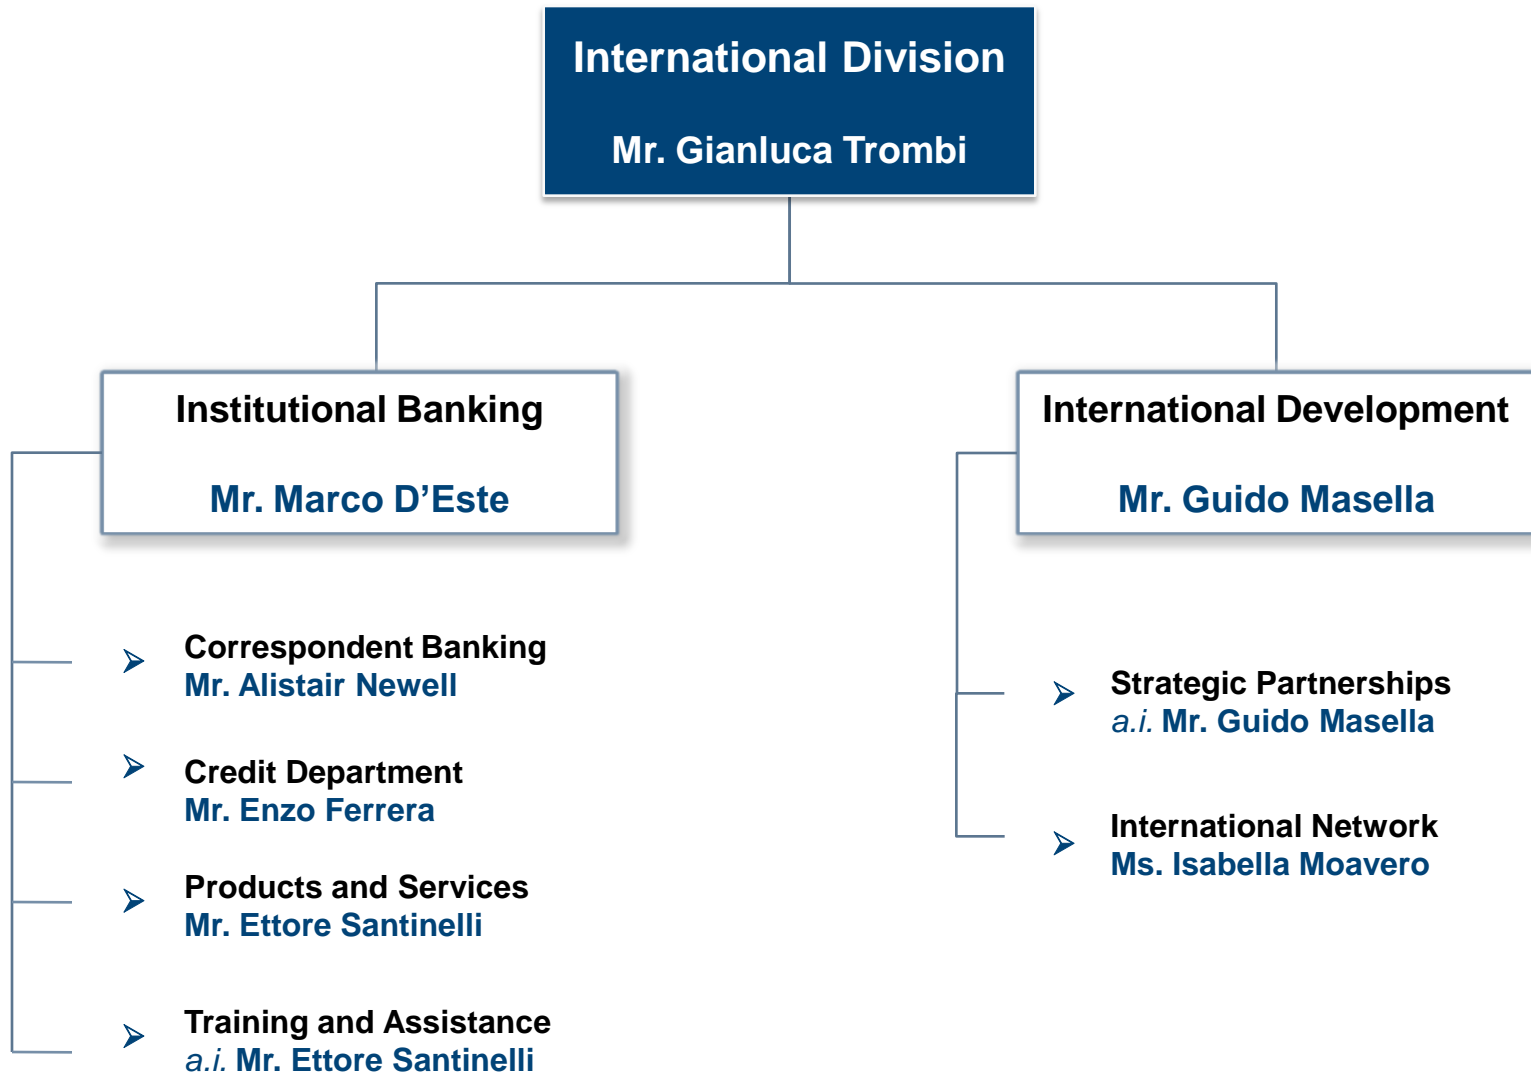 International Division
Mr. Gianluca Trombi
Institutional Banking
Mr. Marco D’Este
Correspondent Banking
Mr. Alistair Newell
Credit Department
Mr. Enzo Ferrera
Products and Services
Mr. Ettore Santinelli
Training and Assistance
a.i. Mr. Ettore Santinelli
International Development
Mr. Guido Masella
Strategic Partnerships
a.i. Mr. Guido Masella
International Network
Ms. Isabella Moavero